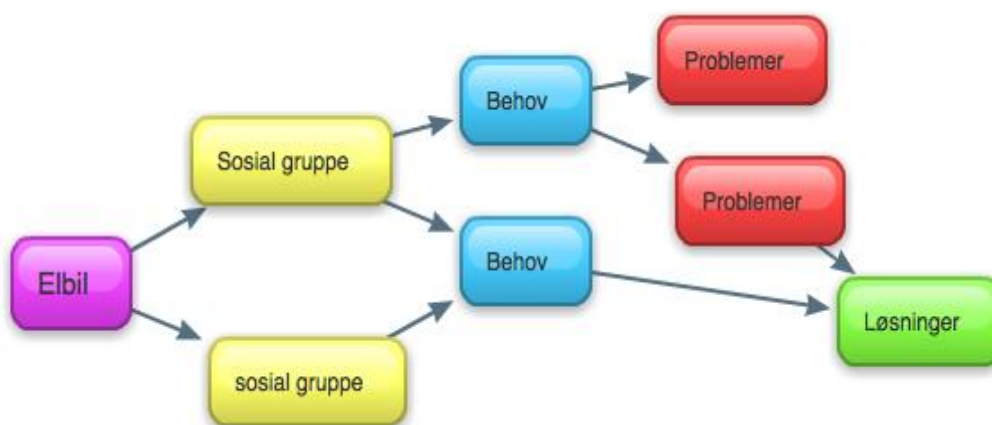 Problemer
Behov
Sosial gruppe
Problemer
Behov
Elbil
Løsninger
sosial gruppe